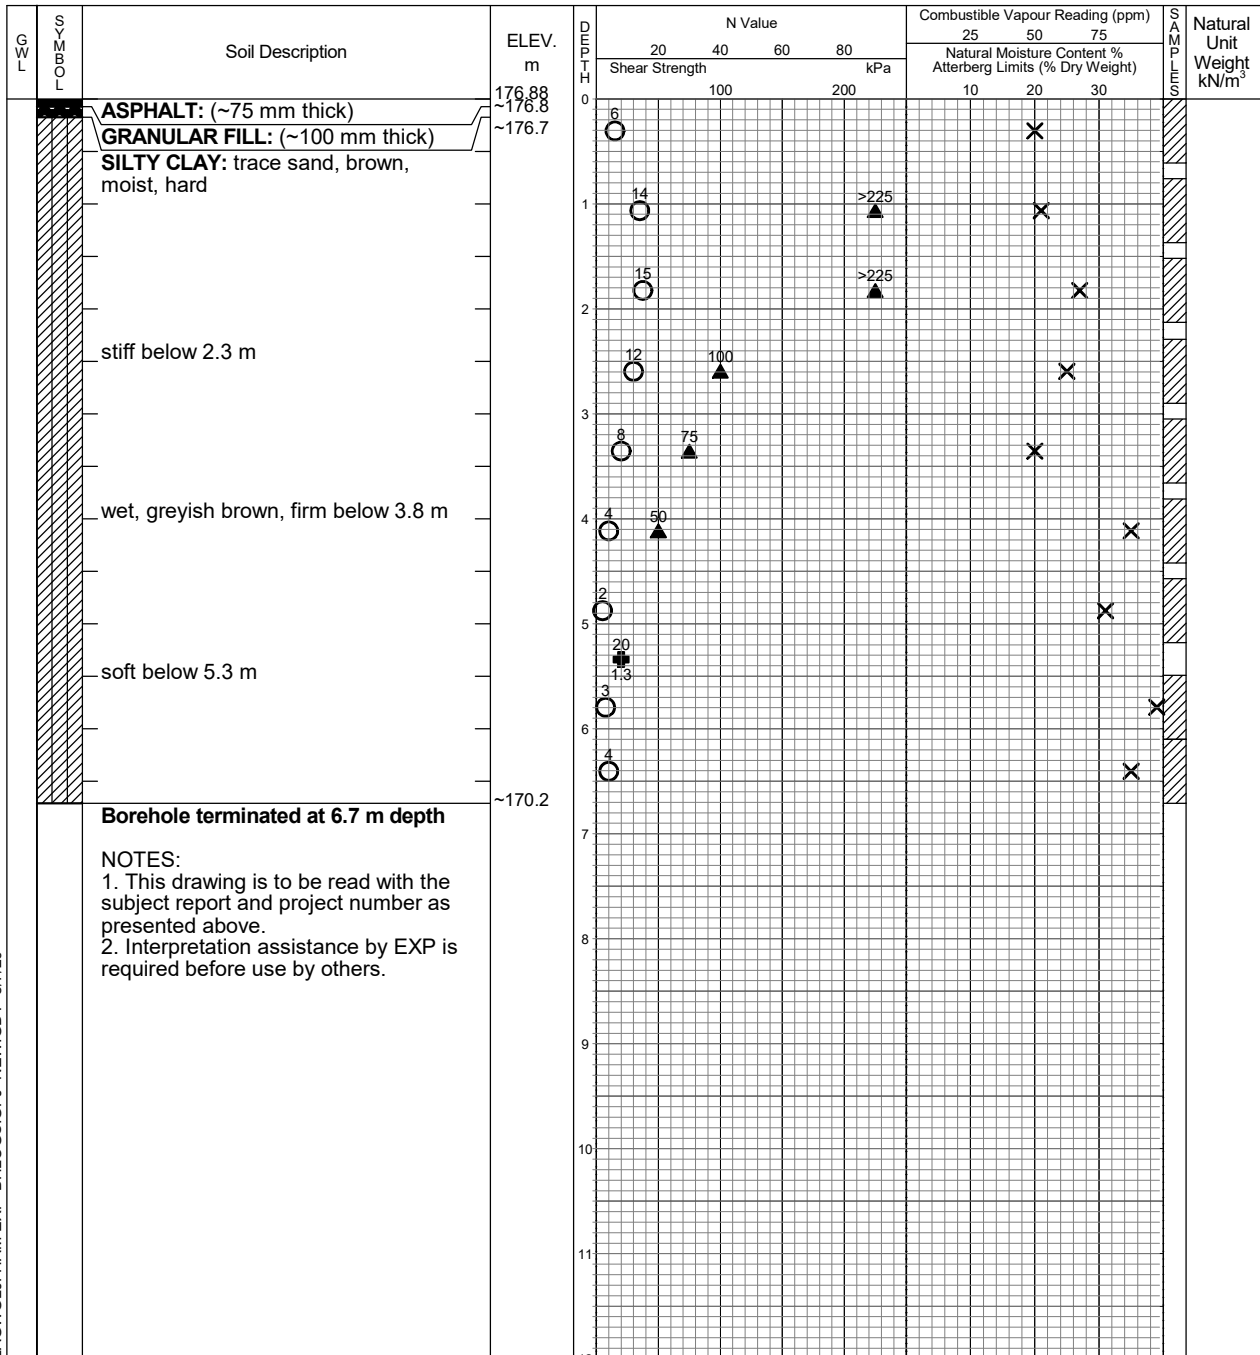 GWL
SYMBOL
Soil Description
ELEV.
m
DEPTH
N Value
20 40 60 80
Shear Strength kPa
100 200
Combustible Vapour Reading (ppm)
25 50 75
Natural Moisture Content %
Atterberg Limits (% Dry Weight)
10 20 30
SAMPLES
Natural
Unit
Weight
kN/m³
176.88
0
ASPHALT: (~75 mm thick)
~176.8
GRANULAR FILL: (~100 mm thick)
~176.7
6
SILTY CLAY: trace sand, brown,
moist, hard
14 >225
1
15 >225
2
stiff below 2.3 m
12 100
3
8 75
wet, greyish brown, firm below 3.8 m
4 50
4
2
5
20
soft below 5.3 m
1.3
3
6
4
~170.2
Borehole terminated at 6.7 m depth
7
NOTES:
1. This drawing is to be read with the
subject report and project number as
presented above.
2. Interpretation assistance by EXP is
required before use by others.
8
9
10
11